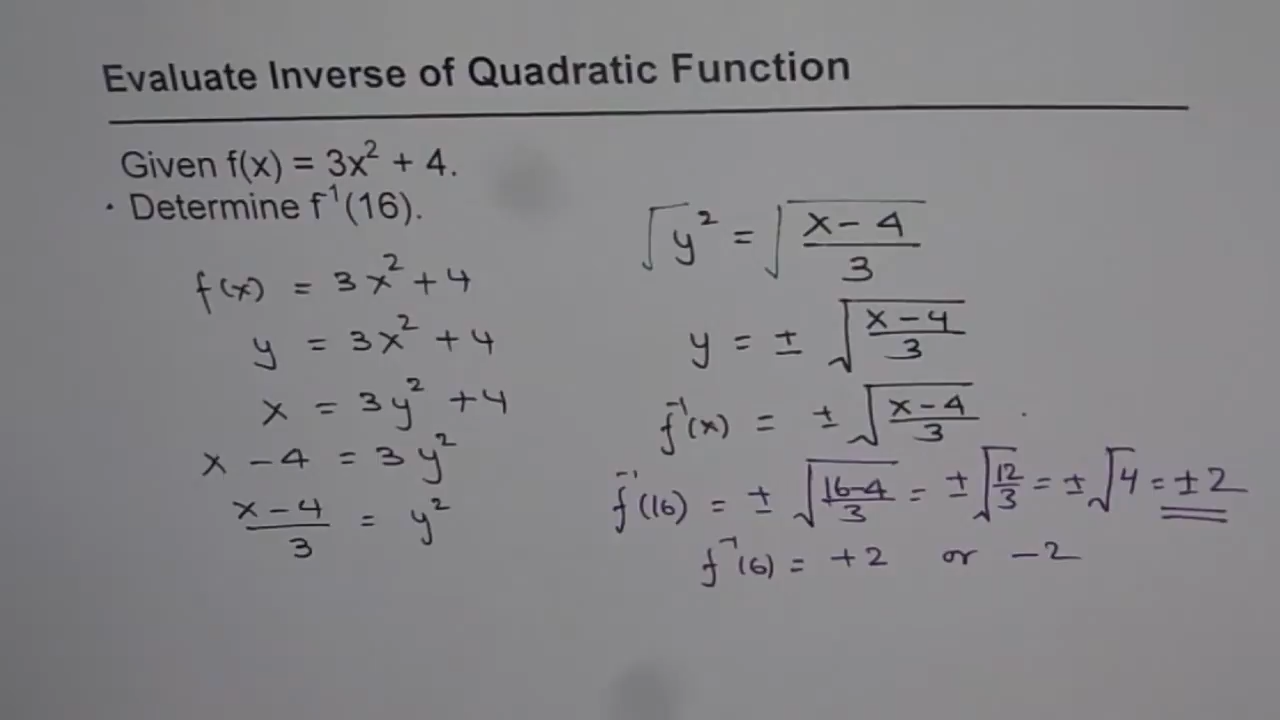 Evaluate Inverse of Quadratic Function
Given f(x) = 3x² + 4.
· Determine f⁻¹(16).
f(x) = 3x² + 4
y = 3x² + 4
x = 3y² + 4
x - 4 = 3y²
(x - 4)/3 = y²
√y² = √((x - 4)/3)
y = ± √((x - 4)/3)
f⁻¹(x) = ± √((x - 4)/3)
f⁻¹(16) = ± √((16-4)/3) = ± √(12/3) = ± √4 = ± 2
f⁻¹(6) = +2 or -2